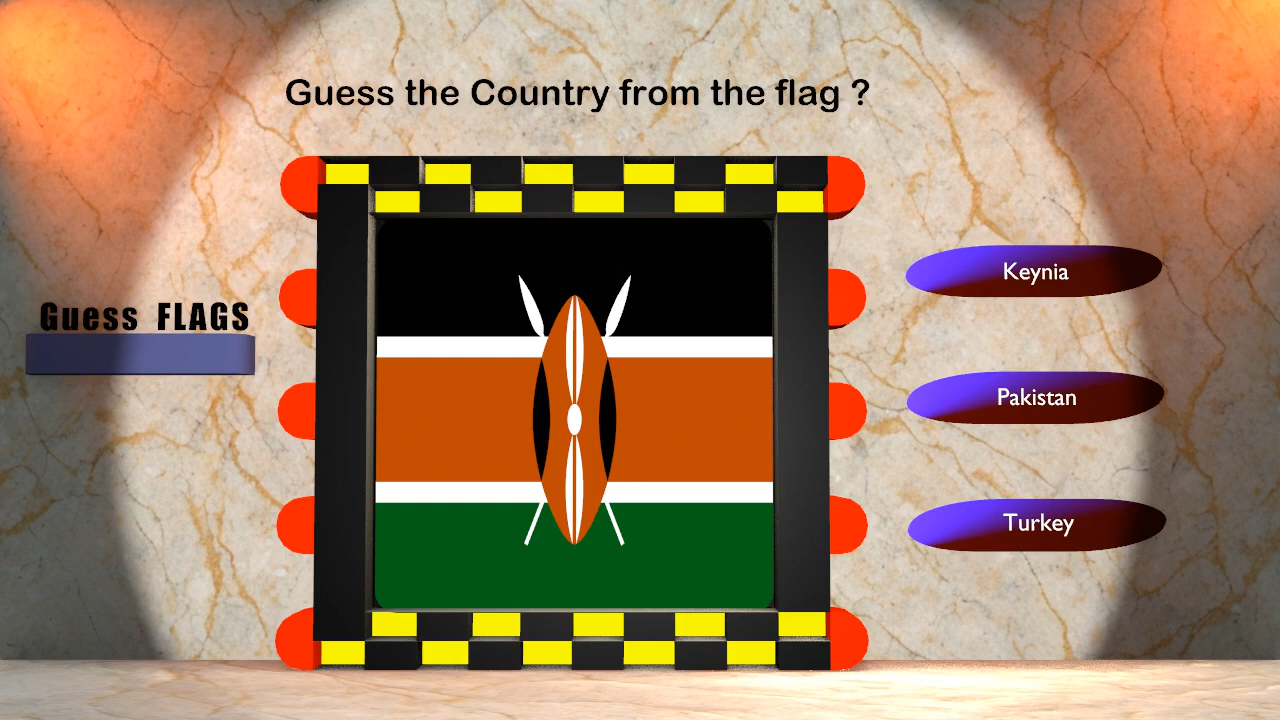 Guess the Country from the flag ?
Guess FLAGS
Keynia
Pakistan
Turkey